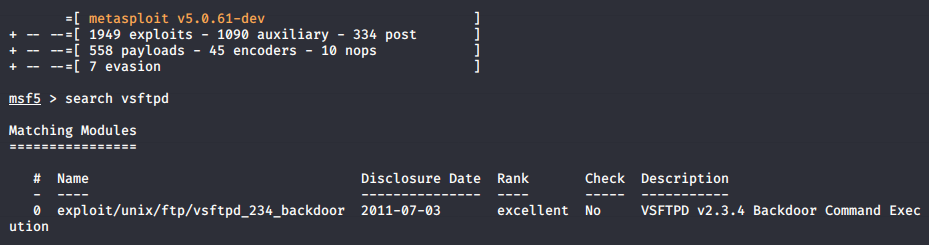 =[ metasploit v5.0.61-dev ]
+ -- --=[ 1949 exploits - 1090 auxiliary - 334 post ]
+ -- --=[ 558 payloads - 45 encoders - 10 nops ]
+ -- --=[ 7 evasion ]
msf5 > search vsftpd
Matching Modules
================
# Name Disclosure Date Rank Check Description
- ---- --------------- ---- ----- -----------
0 exploit/unix/ftp/vsftpd_234_backdoor 2011-07-03 excellent No VSFTPD v2.3.4 Backdoor Command Exec
ution